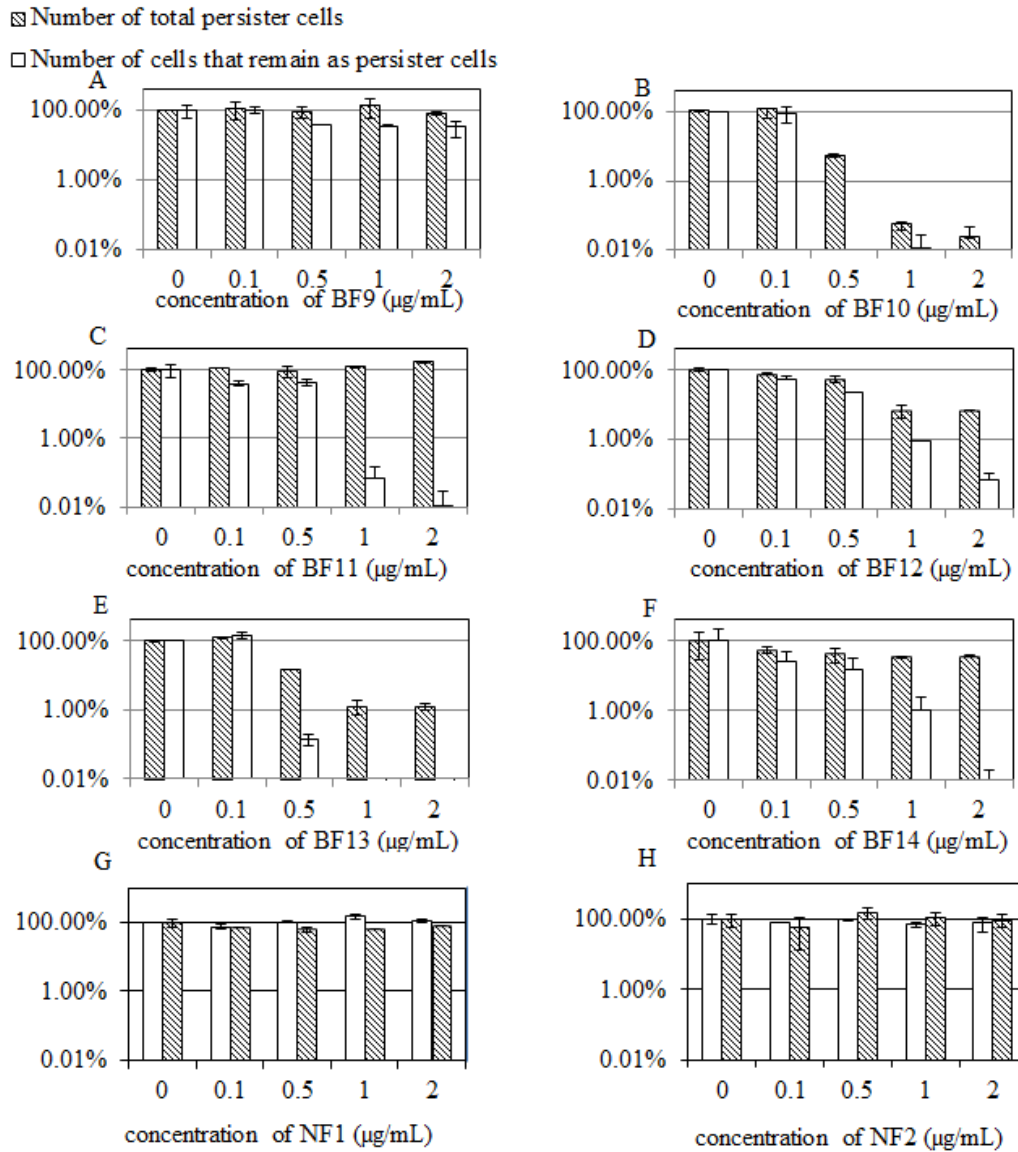 Number of total persister cells
Number of cells that remain as persister cells
A
100.00%
1.00%
0.01%
0 0.1 0.5 1 2
concentration of BF9 (μg/mL)
B
100.00%
1.00%
0.01%
0 0.1 0.5 1 2
concentration of BF10 (μg/mL)
C
100.00%
1.00%
0.01%
0 0.1 0.5 1 2
concentration of BF11 (μg/mL)
D
100.00%
1.00%
0.01%
0 0.1 0.5 1 2
concentration of BF12 (μg/mL)
E
100.00%
1.00%
0.01%
0 0.1 0.5 1 2
concentration of BF13 (μg/mL)
F
100.00%
1.00%
0.01%
0 0.1 0.5 1 2
concentration of BF14 (μg/mL)
G
100.00%
1.00%
0.01%
0 0.1 0.5 1 2
concentration of NF1 (μg/mL)
H
100.00%
1.00%
0.01%
0 0.1 0.5 1 2
concentration of NF2 (μg/mL)